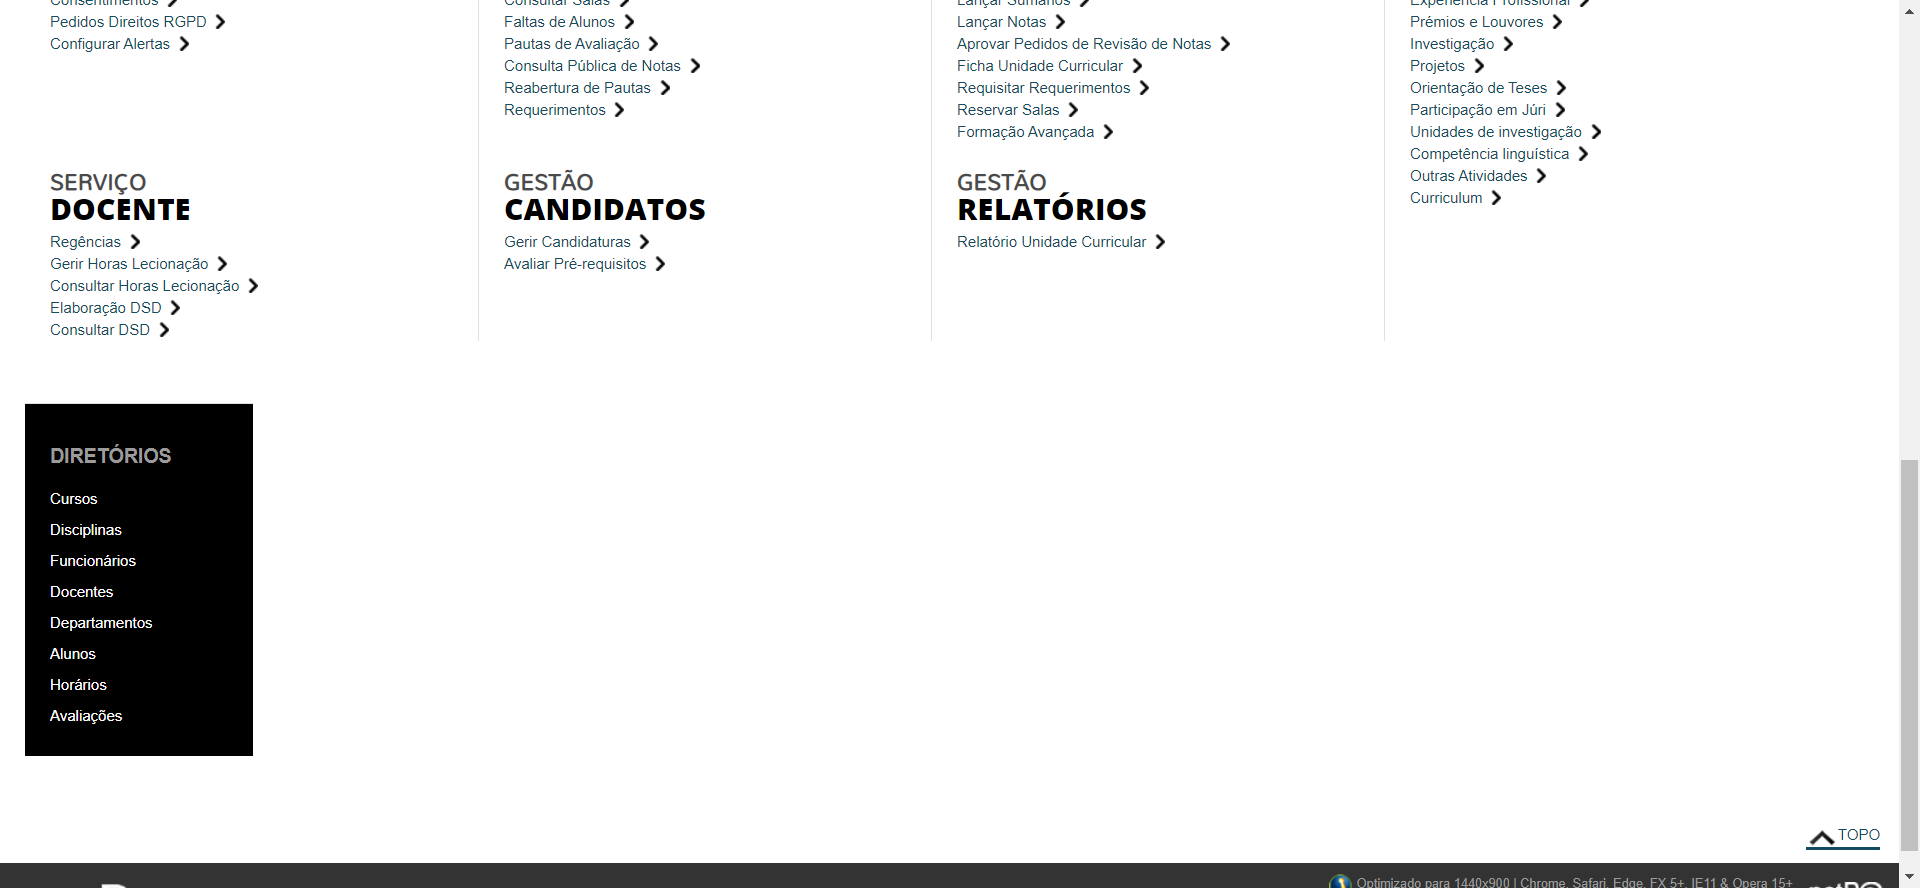 Consentimentos
Pedidos Direitos RGPD
Configurar Alertas
Consultar Salas
Faltas de Alunos
Pautas de Avaliação
Consulta Pública de Notas
Reabertura de Pautas
Requerimentos
Lançar Sumários
Lançar Notas
Aprovar Pedidos de Revisão de Notas
Ficha Unidade Curricular
Requisitar Requerimentos
Reservar Salas
Formação Avançada
Experiência Profissional
Prémios e Louvores
Investigação
Projetos
Orientação de Teses
Participação em Júri
Unidades de investigação
Competência linguística
Outras Atividades
Curriculum
SERVIÇO
DOCENTE
Regências
Gerir Horas Lecionação
Consultar Horas Lecionação
Elaboração DSD
Consultar DSD
GESTÃO
CANDIDATOS
Gerir Candidaturas
Avaliar Pré-requisitos
GESTÃO
RELATÓRIOS
Relatório Unidade Curricular
DIRETÓRIOS
Cursos
Disciplinas
Funcionários
Docentes
Departamentos
Alunos
Horários
Avaliações
TOPO
Optimizado para 1440x900 | Chrome, Safari, Edge, FX 5+, IE11 & Opera 15+